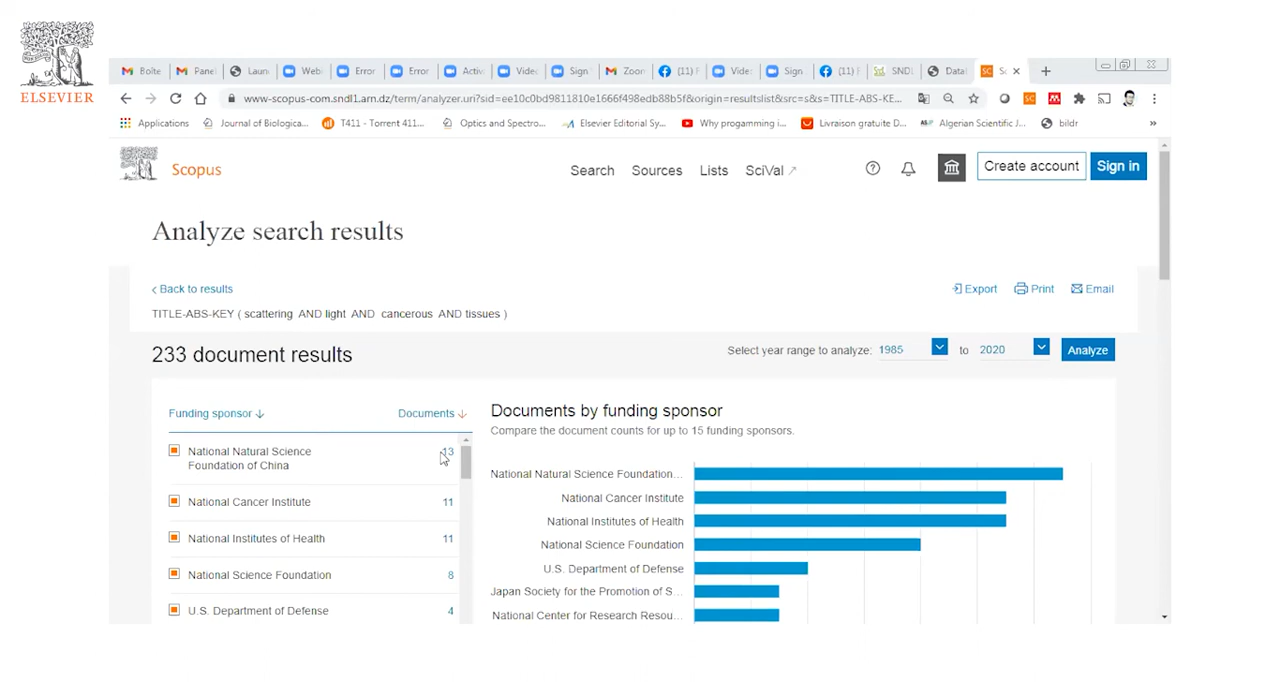 ELSEVIER
Bolte Panel Laun Web Error Error Activ Video Sign Zoom (11) F Video Sign (11) F SNDL Data Sc
www-scopus-com.sndl1.arn.dz/term/analyzer.uri?sid=ee10c0bd9811810e1666f498edb88b5f&origin=resultslist&src=s&s=TITLE-ABS-KE...
Applications Journal of Biologica... T411 - Torrent 411... Optics and Spectro... Elsevier Editorial Sy... Why progamming i... Livraison gratuite D... Algerian Scientific J... bildr »
Scopus Search Sources Lists SciVal ↗ Create account Sign in
Analyze search results
Back to results Export Print Email
TITLE-ABS-KEY ( scattering AND light AND cancerous AND tissues )
233 document results
Select year range to analyze: 1985 to 2020 Analyze
Funding sponsor ↓ Documents ↓
National Natural Science Foundation of China 13
National Cancer Institute 11
National Institutes of Health 11
National Science Foundation 8
U.S. Department of Defense 4
Documents by funding sponsor
Compare the document counts for up to 15 funding sponsors.
National Natural Science Foundation...
National Cancer Institute
National Institutes of Health
National Science Foundation
U.S. Department of Defense
Japan Society for the Promotion of S...
National Center for Research Resou...